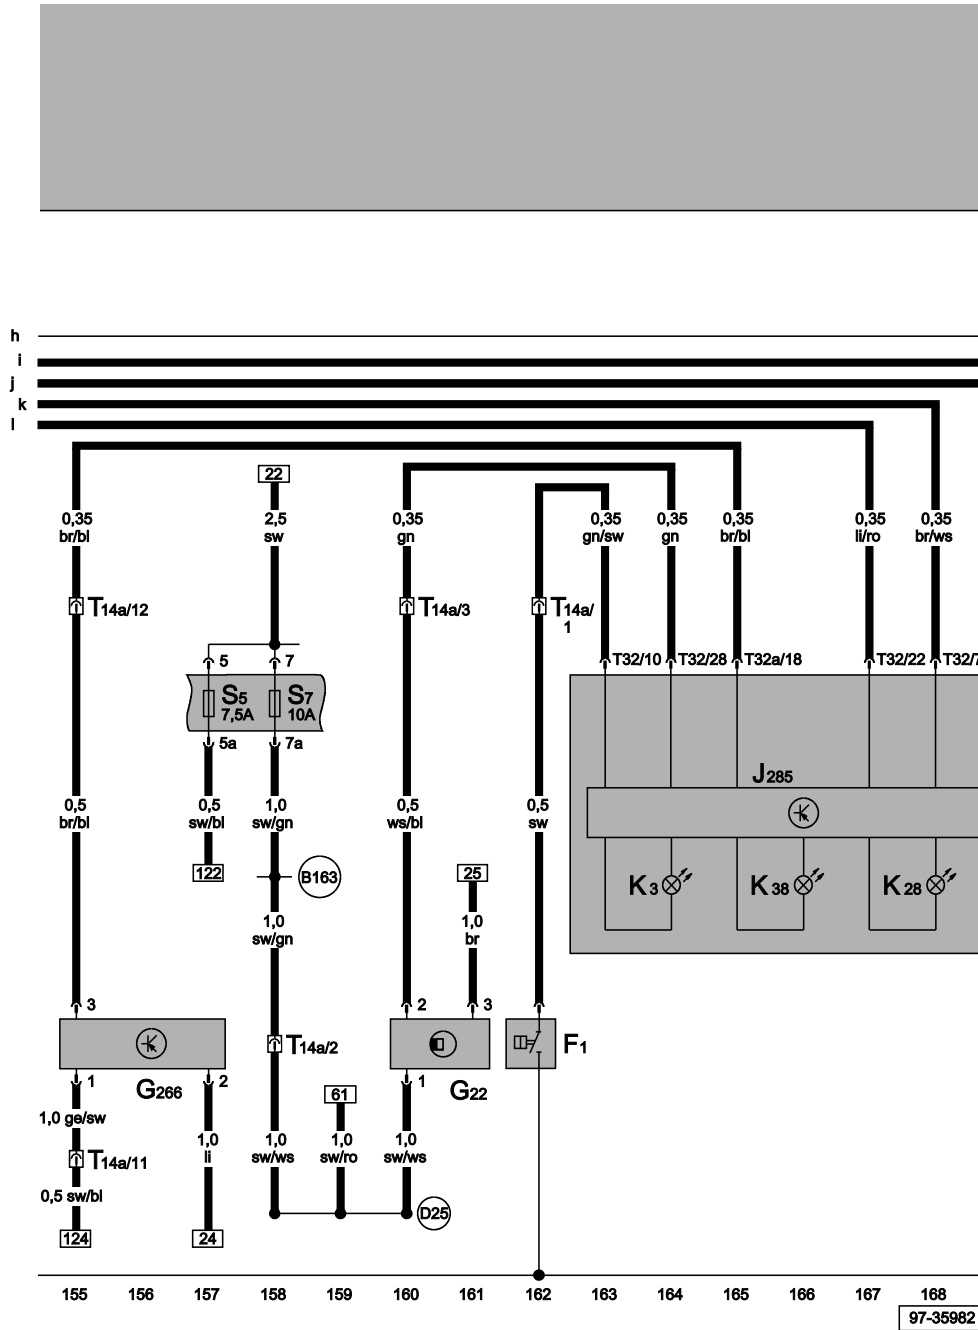 h
i
j
k
l
22
0,35 2,5 0,35 0,35 0,35 0,35 0,35 0,35
br/bl sw gn gn/sw gn br/bl li/ro br/ws
T14a/12 T14a/3 T14a/
1
5 7 T32/10 T32/28 T32a/18 T32/22 T32/7
S5 S7
7,5A 10A
5a 7a
J285
0,5 0,5 1,0 0,5 0,5
br/bl sw/bl sw/gn ws/bl sw
122 B163 25
K3 K38 K28
1,0 1,0
sw/gn br
3 2 3
T14a/2 F1
1 G266 2 1 G22
61
1,0 ge/sw
1,0 1,0 1,0 1,0
li sw/ws sw/ro sw/ws
T14a/11
0,5 sw/bl
D25
124 24
155 156 157 158 159 160 161 162 163 164 165 166 167 168
97-35982